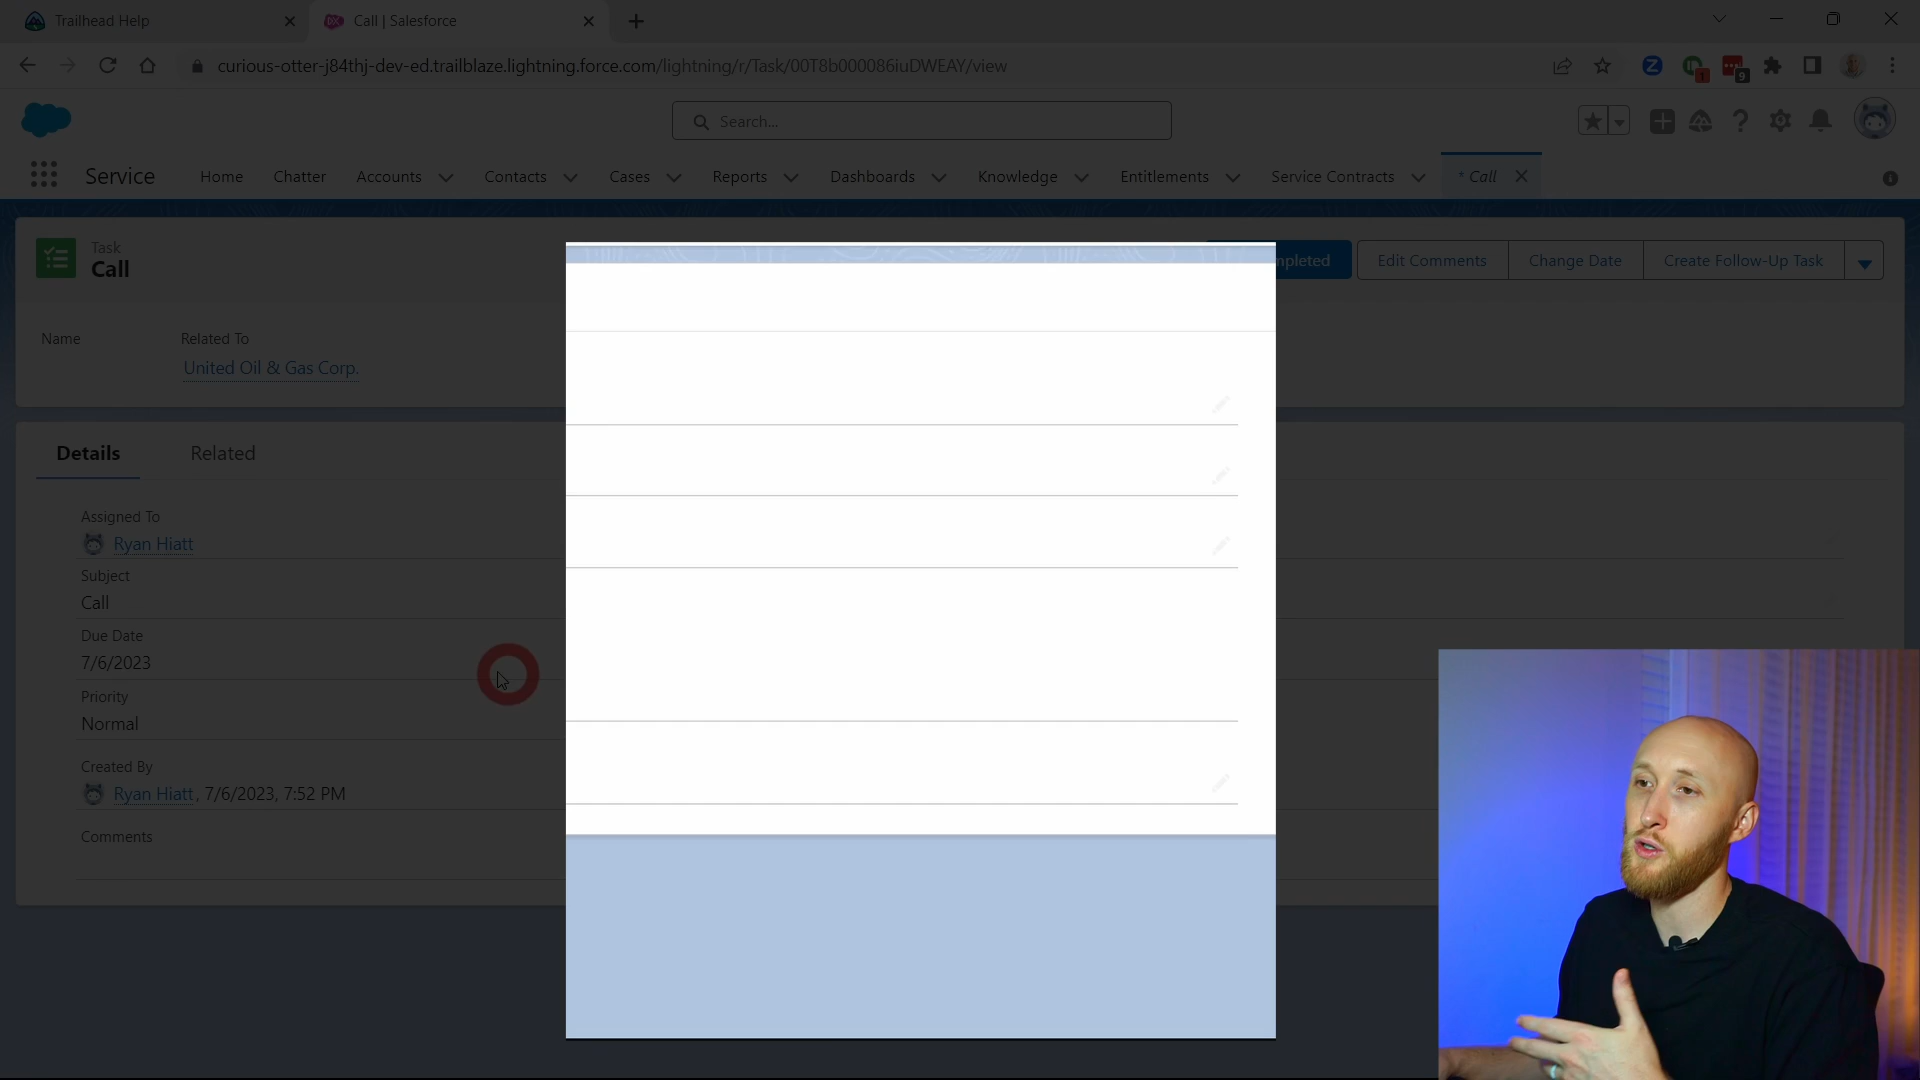 Trailhead Help
Call | Salesforce
curious-otter-j84thj-dev-ed.trailblaze.lightning.force.com/lightning/r/Task/00T8b000086iuDWEAY/view
1
9
Search...
Service
Home
Chatter
Accounts
Contacts
Cases
Reports
Dashboards
Knowledge
Entitlements
Service Contracts
* Call
Task
Call
mpleted
Edit Comments
Change Date
Create Follow-Up Task
Name
Related To
United Oil & Gas Corp.
Details
Related
Assigned To
Ryan Hiatt
Subject
Call
Due Date
7/6/2023
Priority
Normal
Created By
Ryan Hiatt, 7/6/2023, 7:52 PM
Comments